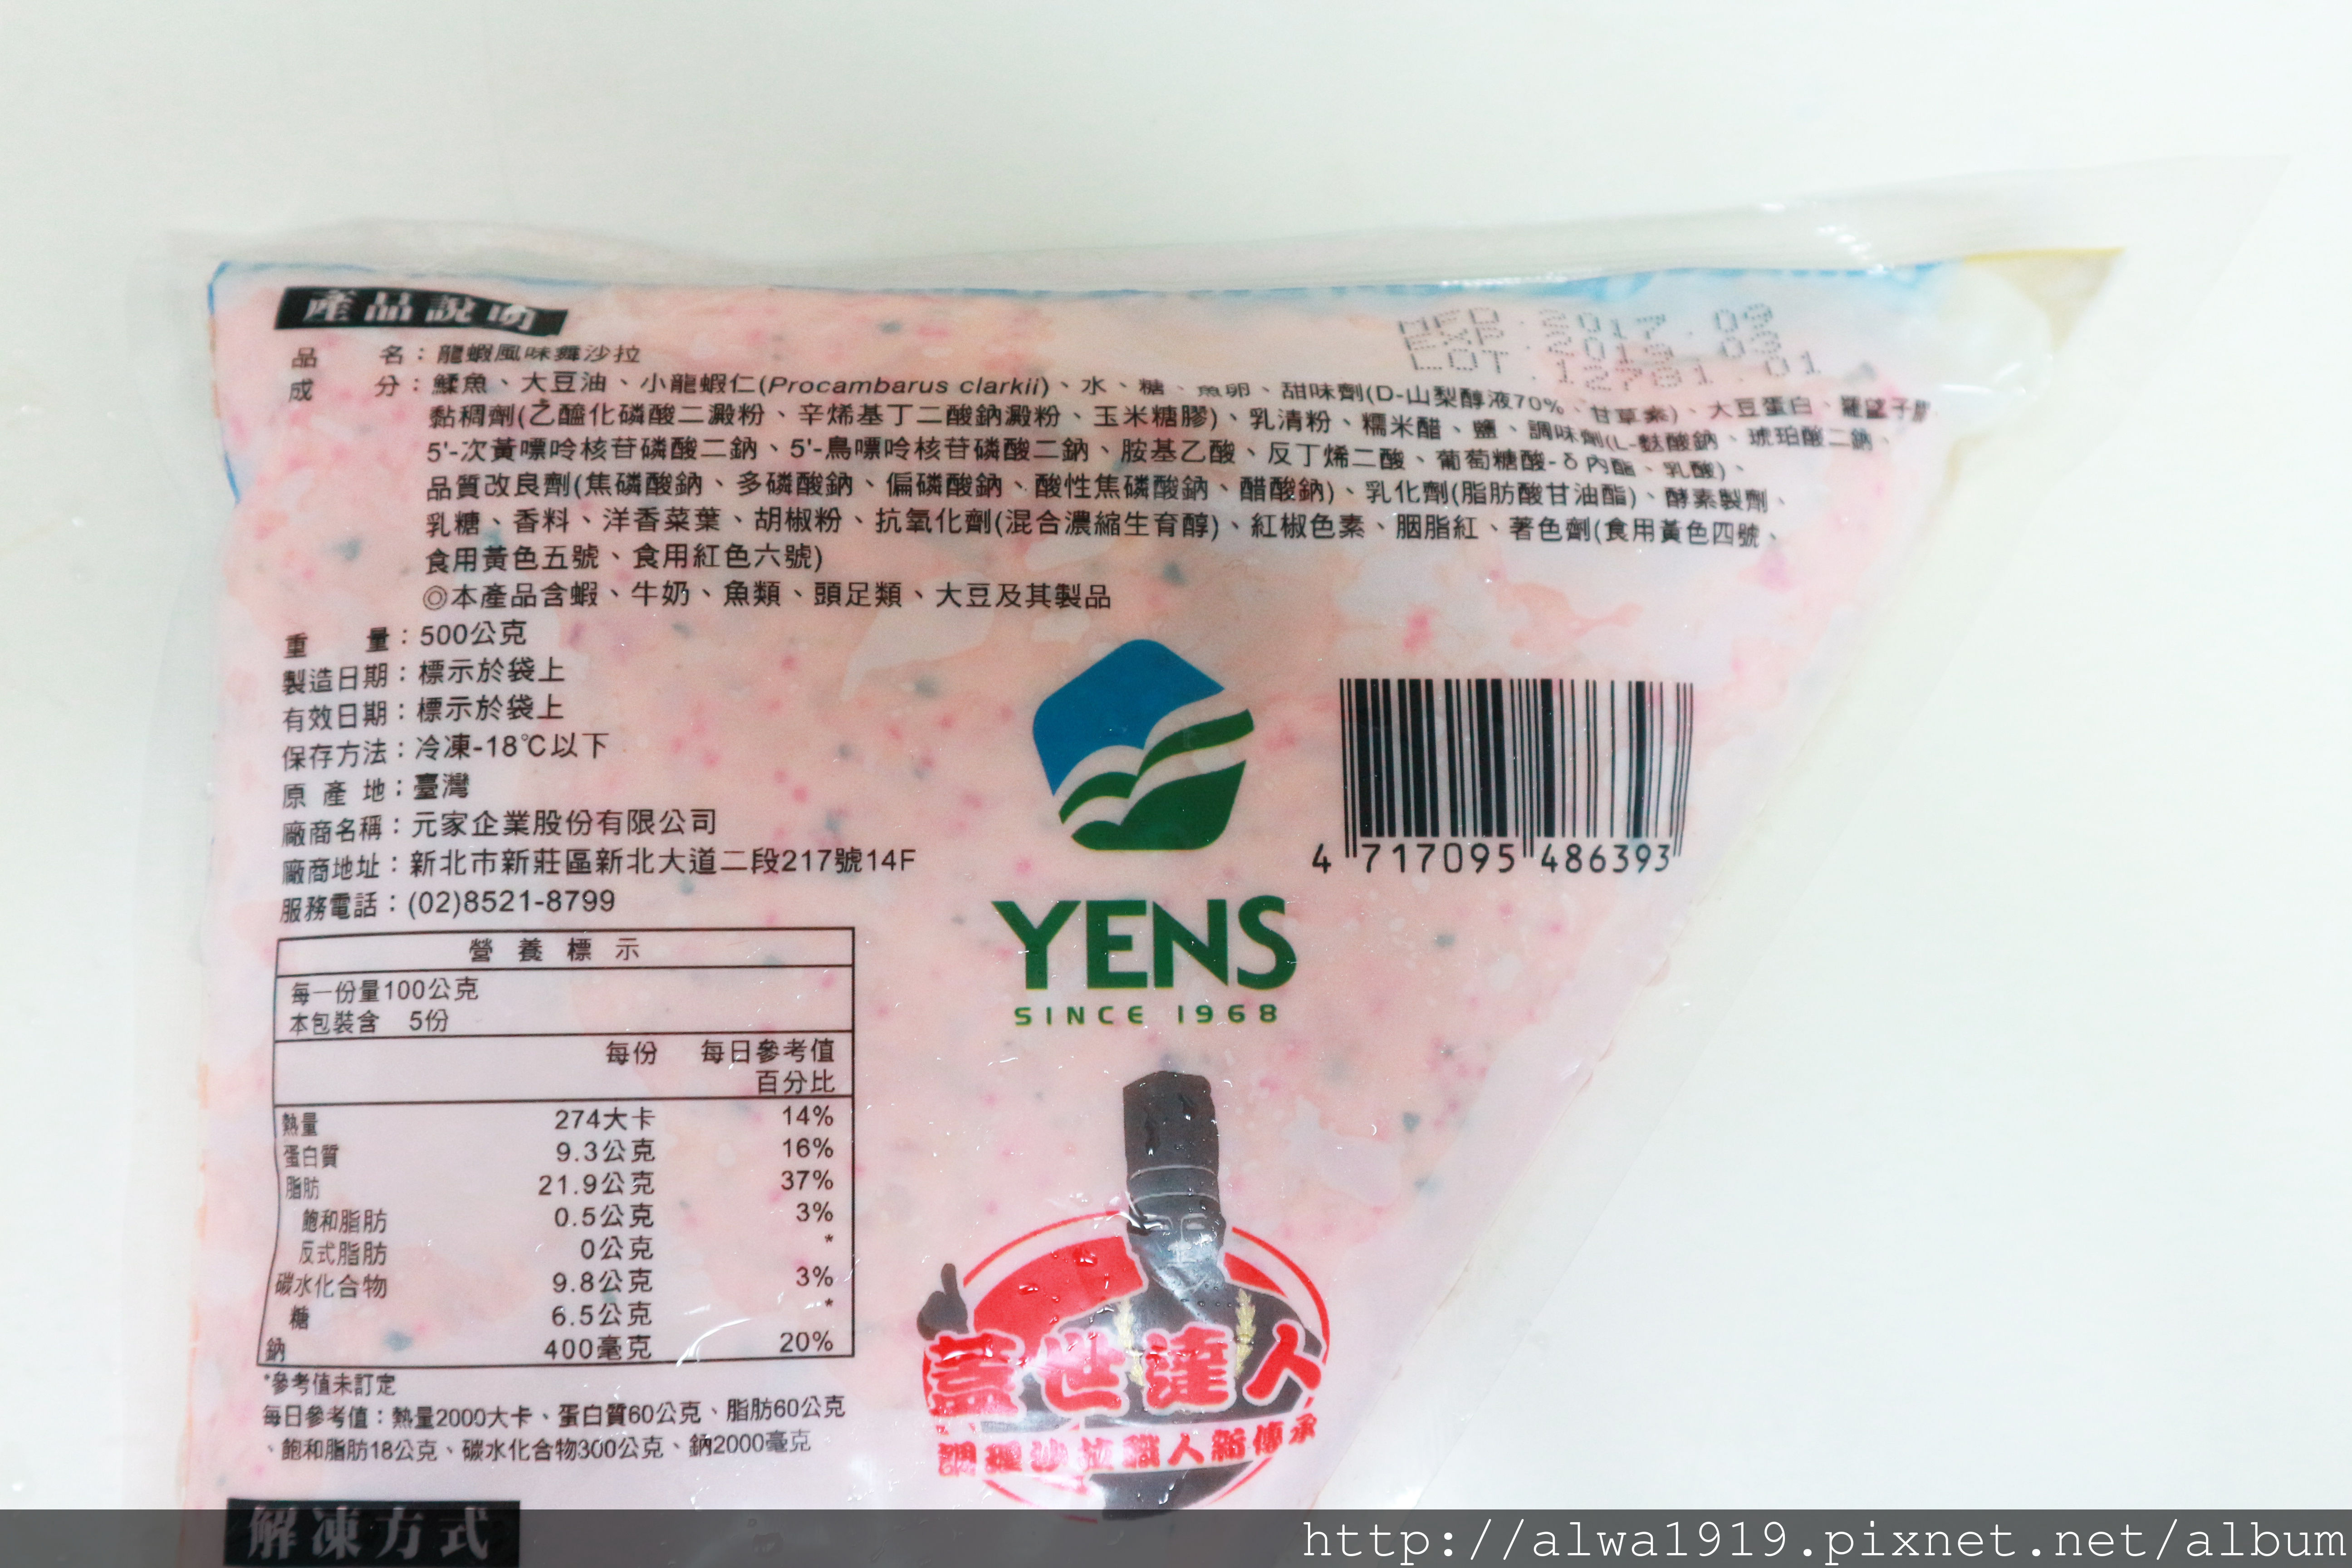 產品說明
品 名：龍蝦風味舞沙拉
成 分：鰇魚、大豆油、小龍蝦仁(Procambarus clarkii)、水、糖、魚卵、甜味劑(D-山梨醇液70%、甘草素)、大豆蛋白、羅望子膠
黏稠劑(乙醯化磷酸二澱粉、辛烯基丁二酸鈉澱粉、玉米糖膠)、乳清粉、糯米醋、鹽、調味劑(L-麩酸鈉、琥珀酸二鈉、
5'-次黃嘌呤核苷磷酸二鈉、5'-鳥嘌呤核苷磷酸二鈉、胺基乙酸、反丁烯二酸、葡萄糖酸-δ內酯、乳酸)、
品質改良劑(焦磷酸鈉、多磷酸鈉、偏磷酸鈉、酸性焦磷酸鈉、醋酸鈉)、乳化劑(脂肪酸甘油酯)、酵素製劑、
乳糖、香料、洋香菜葉、胡椒粉、抗氧化劑(混合濃縮生育醇)、紅椒色素、胭脂紅、著色劑(食用黃色四號、
食用黃色五號、食用紅色六號)
◎本產品含蝦、牛奶、魚類、頭足類、大豆及其製品
重 量：500公克
製造日期：標示於袋上
有效日期：標示於袋上
保存方法：冷凍-18℃以下
原 產 地：臺灣
廠商名稱：元家企業股份有限公司
廠商地址：新北市新莊區新北大道二段217號14F
服務電話：(02)8521-8799
營養標示
每一份量100公克
本包裝含 5份
每份 每日參考值
百分比
熱量 274大卡 14%
蛋白質 9.3公克 16%
脂肪 21.9公克 37%
飽和脂肪 0.5公克 3%
反式脂肪 0公克 *
碳水化合物 9.8公克 3%
糖 6.5公克 *
鈉 400毫克 20%
*參考值未訂定
每日參考值：熱量2000大卡、蛋白質60公克、脂肪60公克
、飽和脂肪18公克、碳水化合物300公克、鈉2000毫克
解凍方式
2017.09
EXP.2019.03
LOT.12781.01
4 717095 486393
YENS
SINCE 1968
蓋世達人
調理沙拉職人新傳承
http://alwa1919.pixnet.net/album